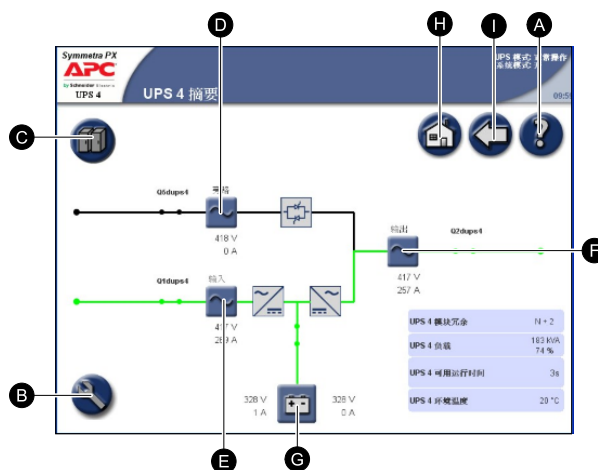 D
H
I
A
Symmetra PX
APC
by Schneider Electric
UPS 4
UPS 4 摘要
UPS 模式: 正常操作
系统模式:
09:5
C
旁路
Q5dups4
418 V
0 A
输出
Q2dups4
F
417 V
257 A
输入
Q1dups4
417 V
269 A
UPS 4 模块冗余 N + 2
UPS 4 负载 183 kVA
74 %
UPS 4 可用运行时间 3s
UPS 4 环境温度 20 °C
B
328 V
1 A
328 V
0 A
E
G